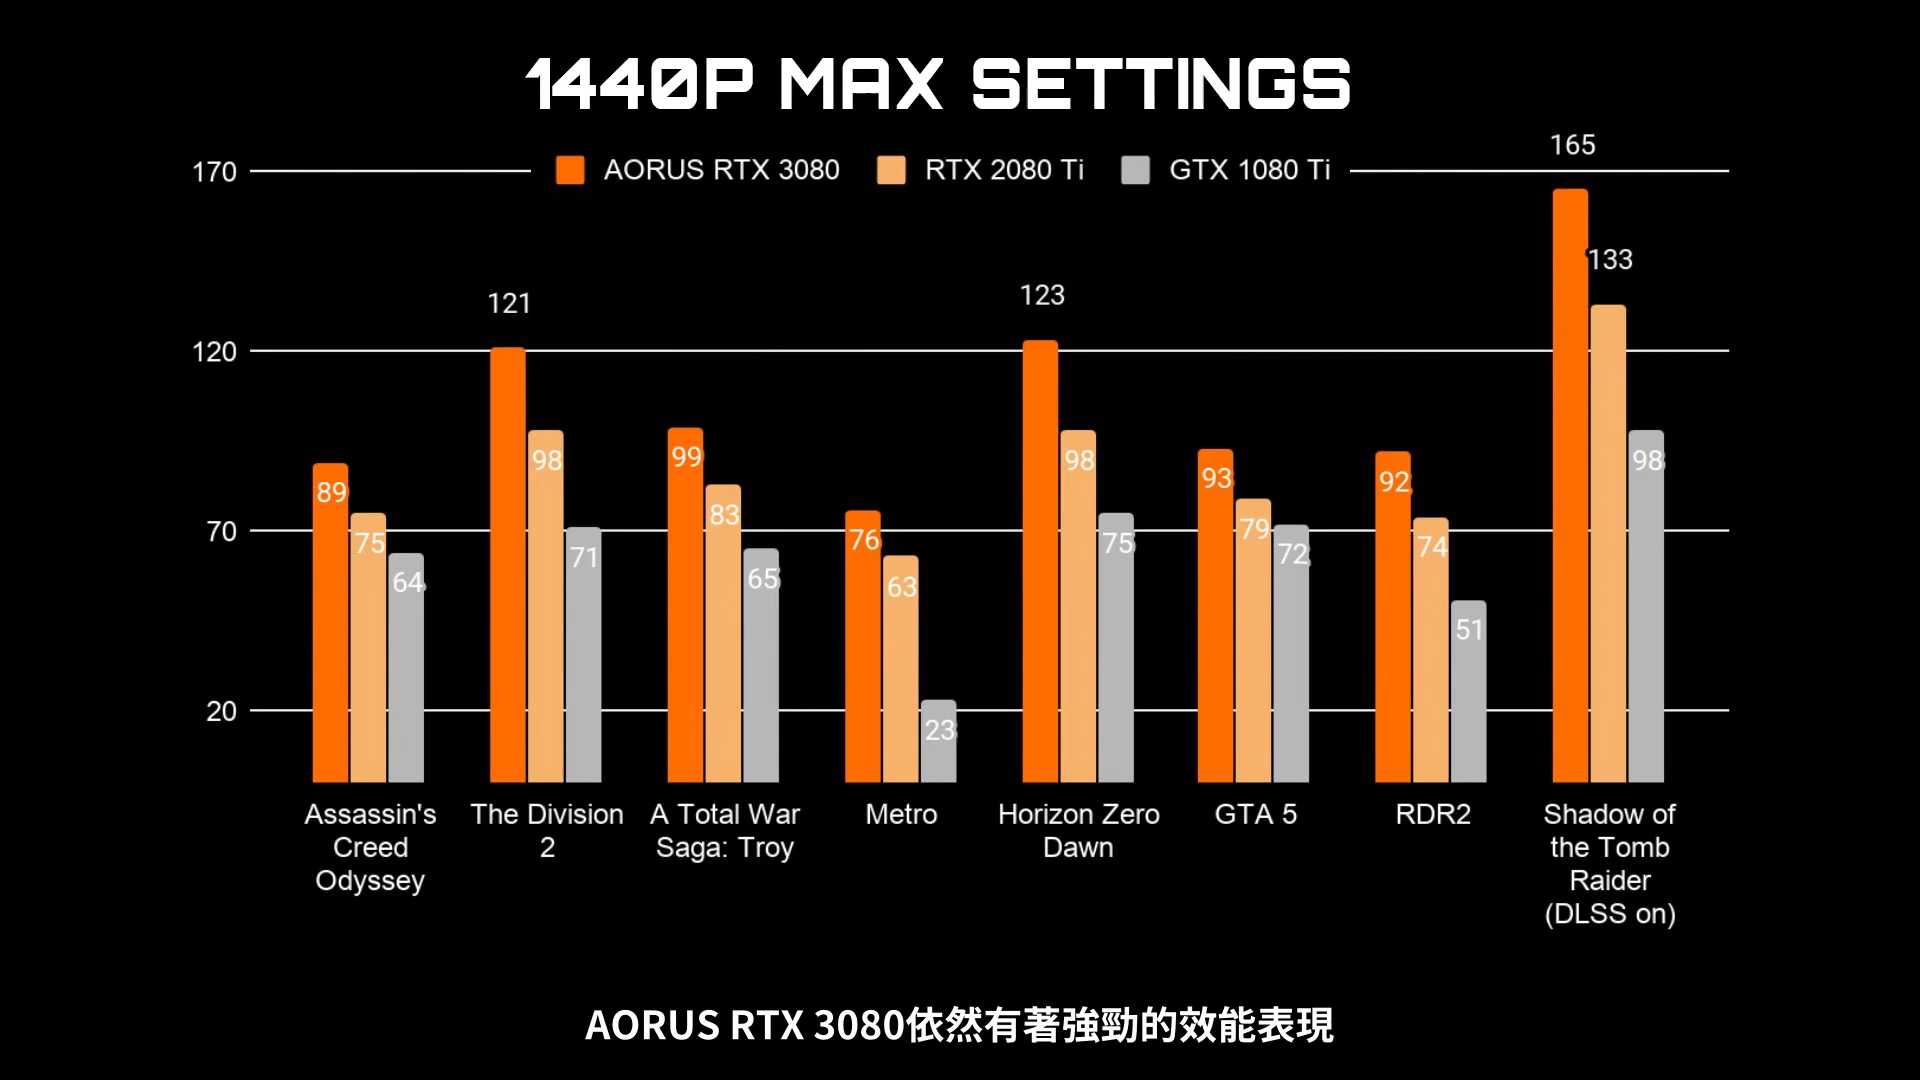 1440P MAX SETTINGS
165
170
AORUS RTX 3080
RTX 2080 Ti
GTX 1080 Ti
133
121
123
120
99
98
98
98
89
93
92
83
75
76
79
74
75
72
70
71
64
65
63
51
20
23
Assassin's
Creed
Odyssey
The Division
2
A Total War
Saga: Troy
Metro
Horizon Zero
Dawn
GTA 5
RDR2
Shadow of
the Tomb
Raider
(DLSS on)
AORUS RTX 3080依然有著強勁的效能表現